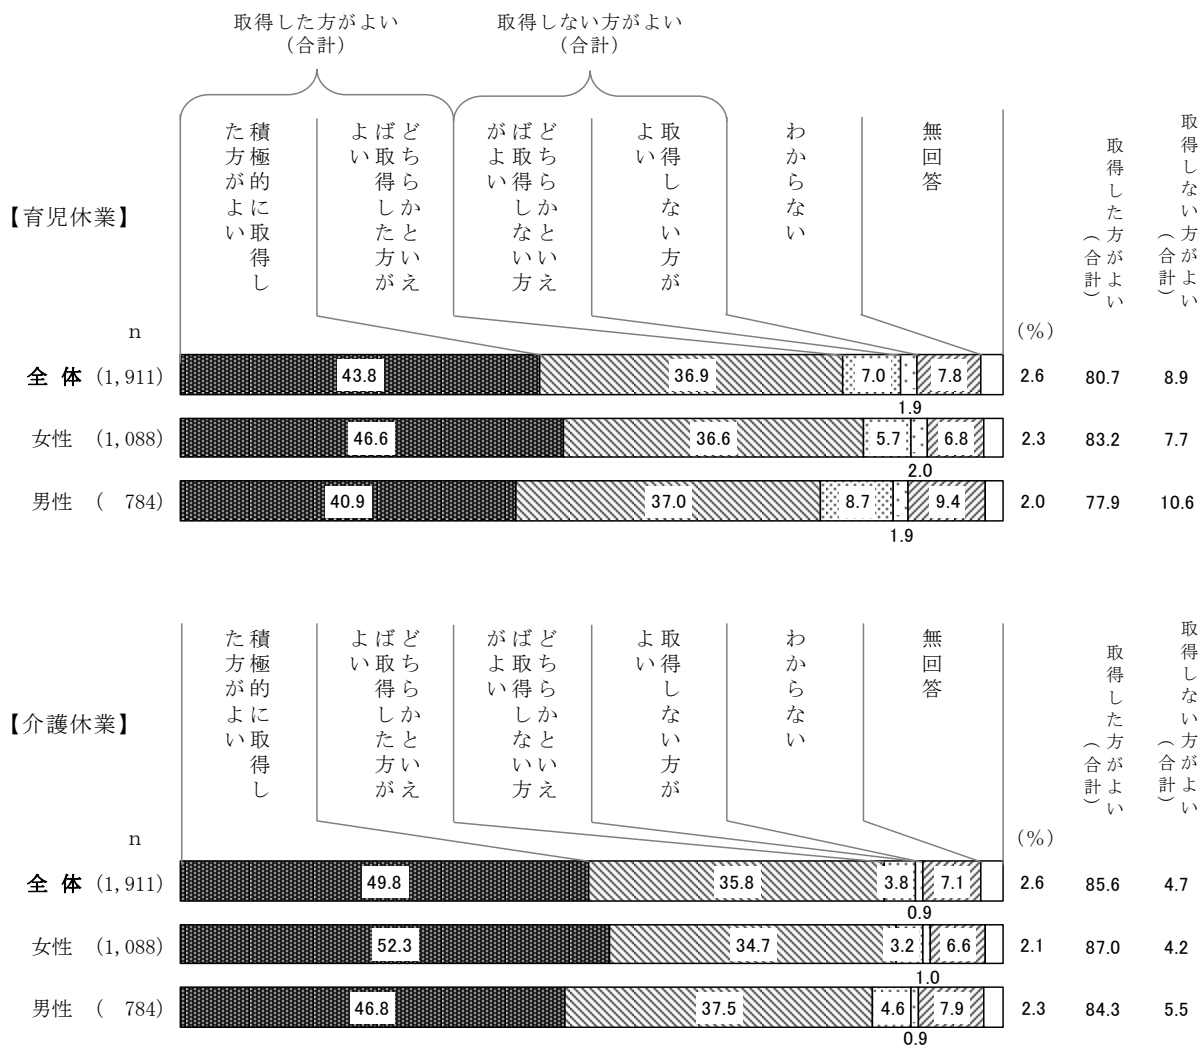 取得した方がよい
(合計)
取得しない方がよい
(合計)
【育児休業】
積極的に取得し
た方がよい
どちらかといえ
ば取得した方が
よい
どちらかといえ
ば取得しない方
がよい
取得しない方が
よい
わからない
無回答
取得した方がよい
(合計)
取得しない方がよい
(合計)
n
(%)
全体 (1,911) 43.8 36.9 7.0 7.8 2.6 80.7 8.9
1.9
女性 (1,088) 46.6 36.6 5.7 6.8 2.3 83.2 7.7
2.0
男性 ( 784) 40.9 37.0 8.7 9.4 2.0 77.9 10.6
1.9
【介護休業】
積極的に取得し
た方がよい
どちらかといえ
ば取得した方が
よい
どちらかといえ
ば取得しない方
がよい
取得しない方が
よい
わからない
無回答
取得した方がよい
(合計)
取得しない方がよい
(合計)
n
(%)
全体 (1,911) 49.8 35.8 3.8 7.1 2.6 85.6 4.7
0.9
女性 (1,088) 52.3 34.7 3.2 6.6 2.1 87.0 4.2
1.0
男性 ( 784) 46.8 37.5 4.6 7.9 2.3 84.3 5.5
0.9